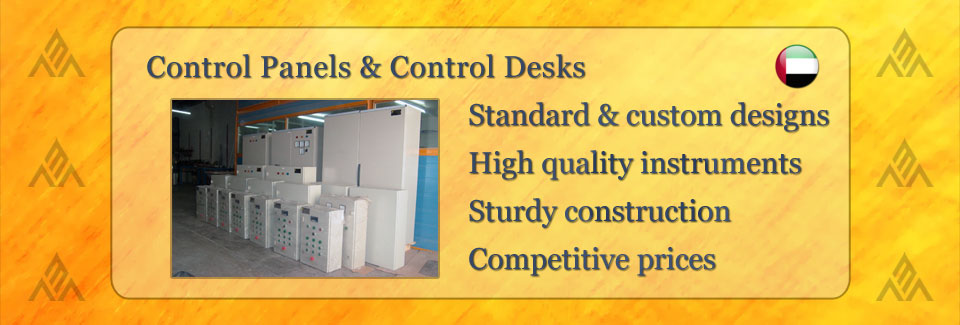 Control Panels & Control Desks
Standard & custom designs
High quality instruments
Sturdy construction
Competitive prices